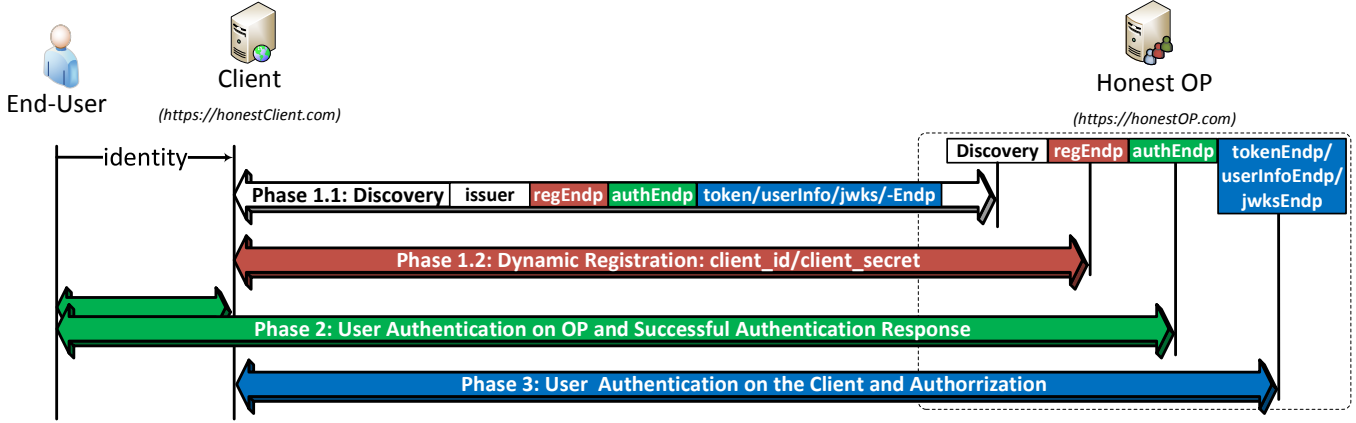 End-User
Client
(https://honestClient.com)
Honest OP
(https://honestOP.com)
identity
Discovery regEndp authEndp tokenEndp/
userInfoEndp/
jwksEndp
Phase 1.1: Discovery issuer regEndp authEndp token/userInfo/jwks/-Endp
Phase 1.2: Dynamic Registration: client_id/client_secret
Phase 2: User Authentication on OP and Successful Authentication Response
Phase 3: User Authentication on the Client and Authorrization